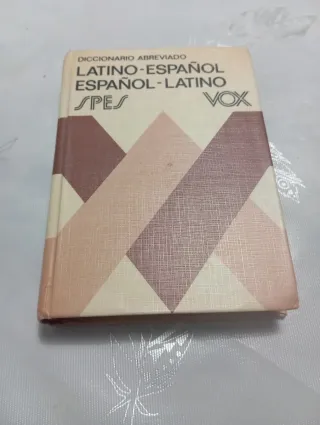 DICCIONARIO ABREVIADO
LATINO-ESPAÑOL
ESPAÑOL-LATINO
SPES VOX